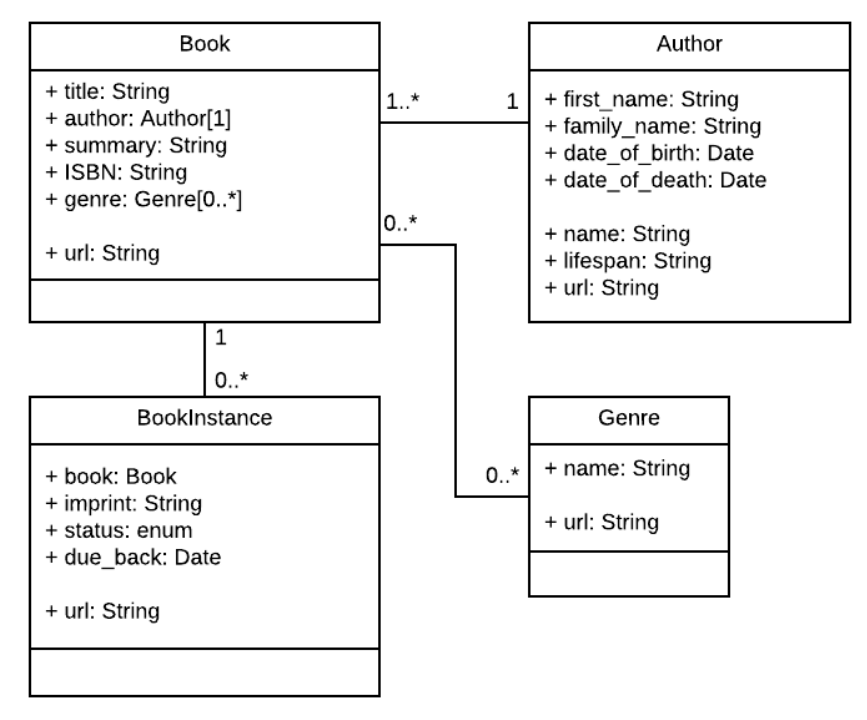 Book
+ title: String
+ author: Author[1]
+ summary: String
+ ISBN: String
+ genre: Genre[0..*]
+ url: String
1..*
1
Author
+ first_name: String
+ family_name: String
+ date_of_birth: Date
+ date_of_death: Date
+ name: String
+ lifespan: String
+ url: String
0..*
1
0..*
BookInstance
+ book: Book
+ imprint: String
+ status: enum
+ due_back: Date
+ url: String
0..*
Genre
+ name: String
+ url: String